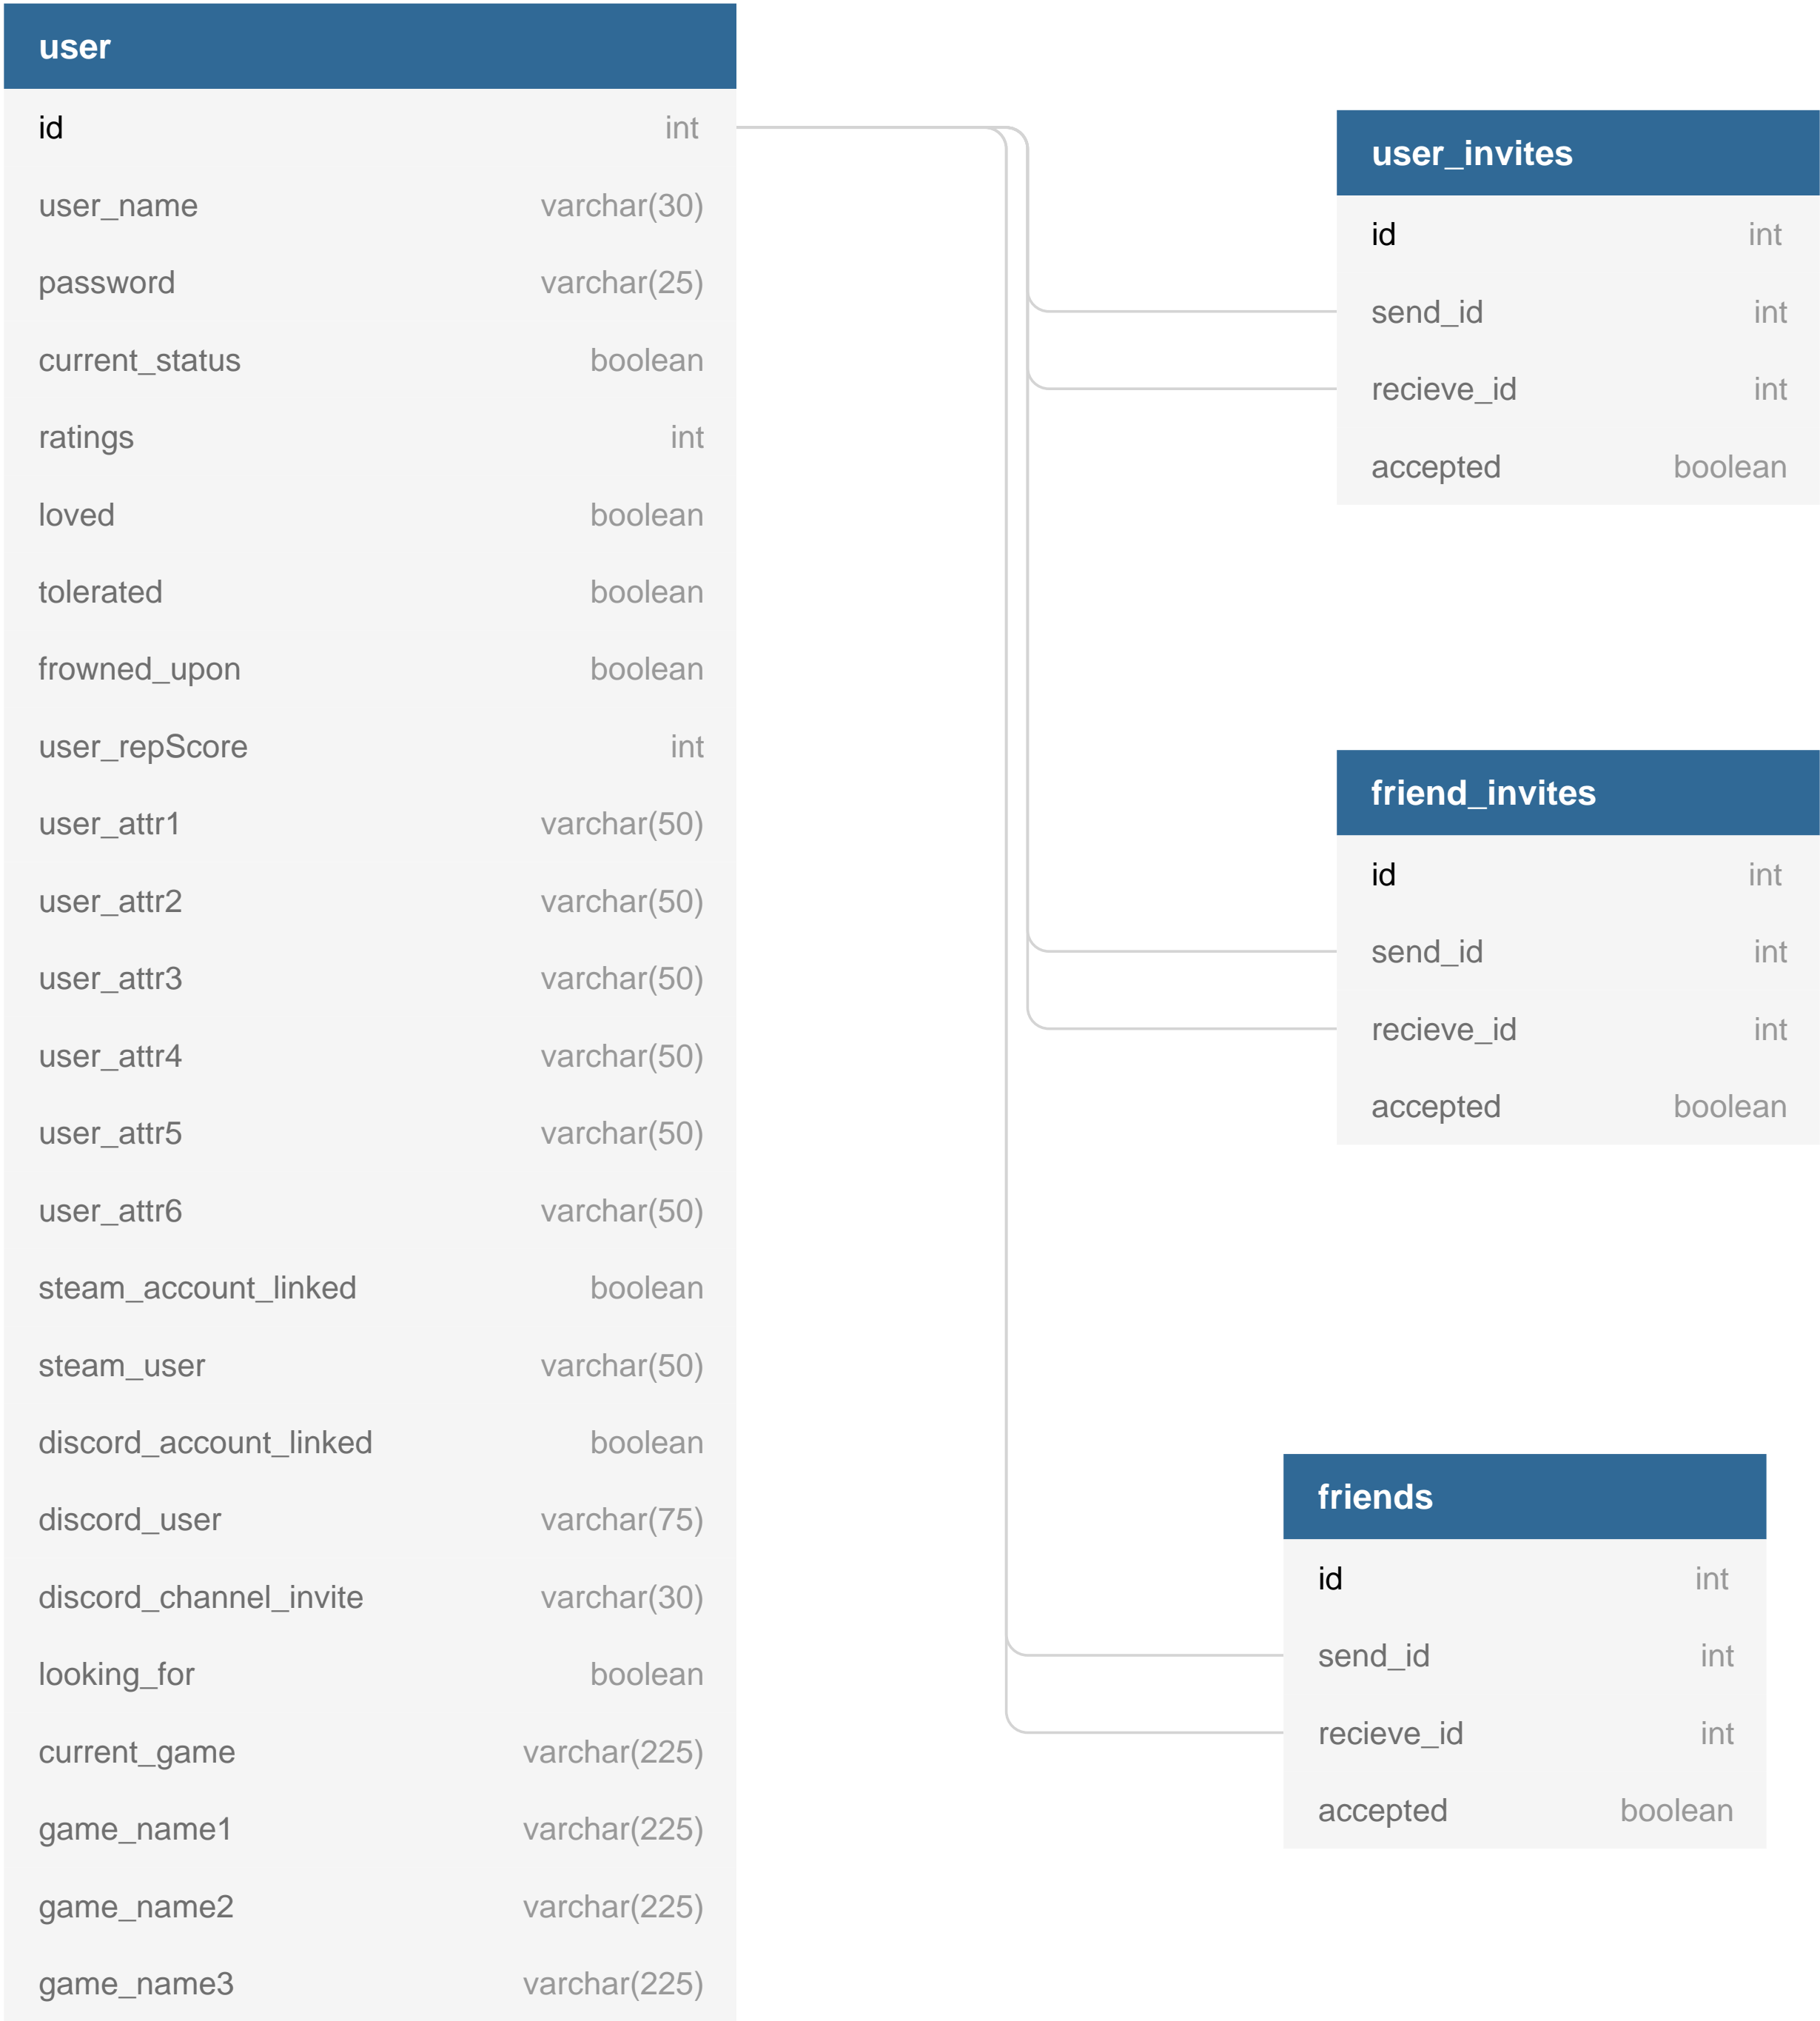 user
id int
user_name varchar(30)
password varchar(25)
current_status boolean
ratings int
loved boolean
tolerated boolean
frowned_upon boolean
user_repScore int
user_attr1 varchar(50)
user_attr2 varchar(50)
user_attr3 varchar(50)
user_attr4 varchar(50)
user_attr5 varchar(50)
user_attr6 varchar(50)
steam_account_linked boolean
steam_user varchar(50)
discord_account_linked boolean
discord_user varchar(75)
discord_channel_invite varchar(30)
looking_for boolean
current_game varchar(225)
game_name1 varchar(225)
game_name2 varchar(225)
game_name3 varchar(225)
user_invites
id int
send_id int
recieve_id int
accepted boolean
friend_invites
id int
send_id int
recieve_id int
accepted boolean
friends
id int
send_id int
recieve_id int
accepted boolean